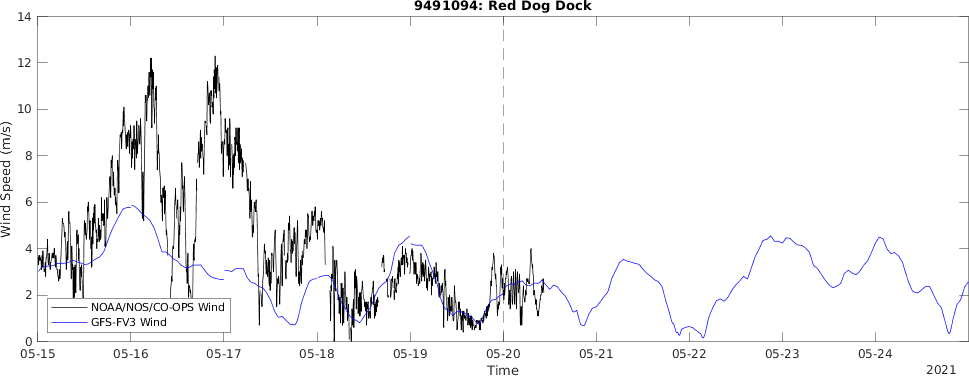 9491094: Red Dog Dock
14
12
10
8
6
4
2
0
Wind Speed (m/s)
NOAA/NOS/CO-OPS Wind
GFS-FV3 Wind
05-15 05-16 05-17 05-18 05-19 05-20 05-21 05-22 05-23 05-24
Time
2021